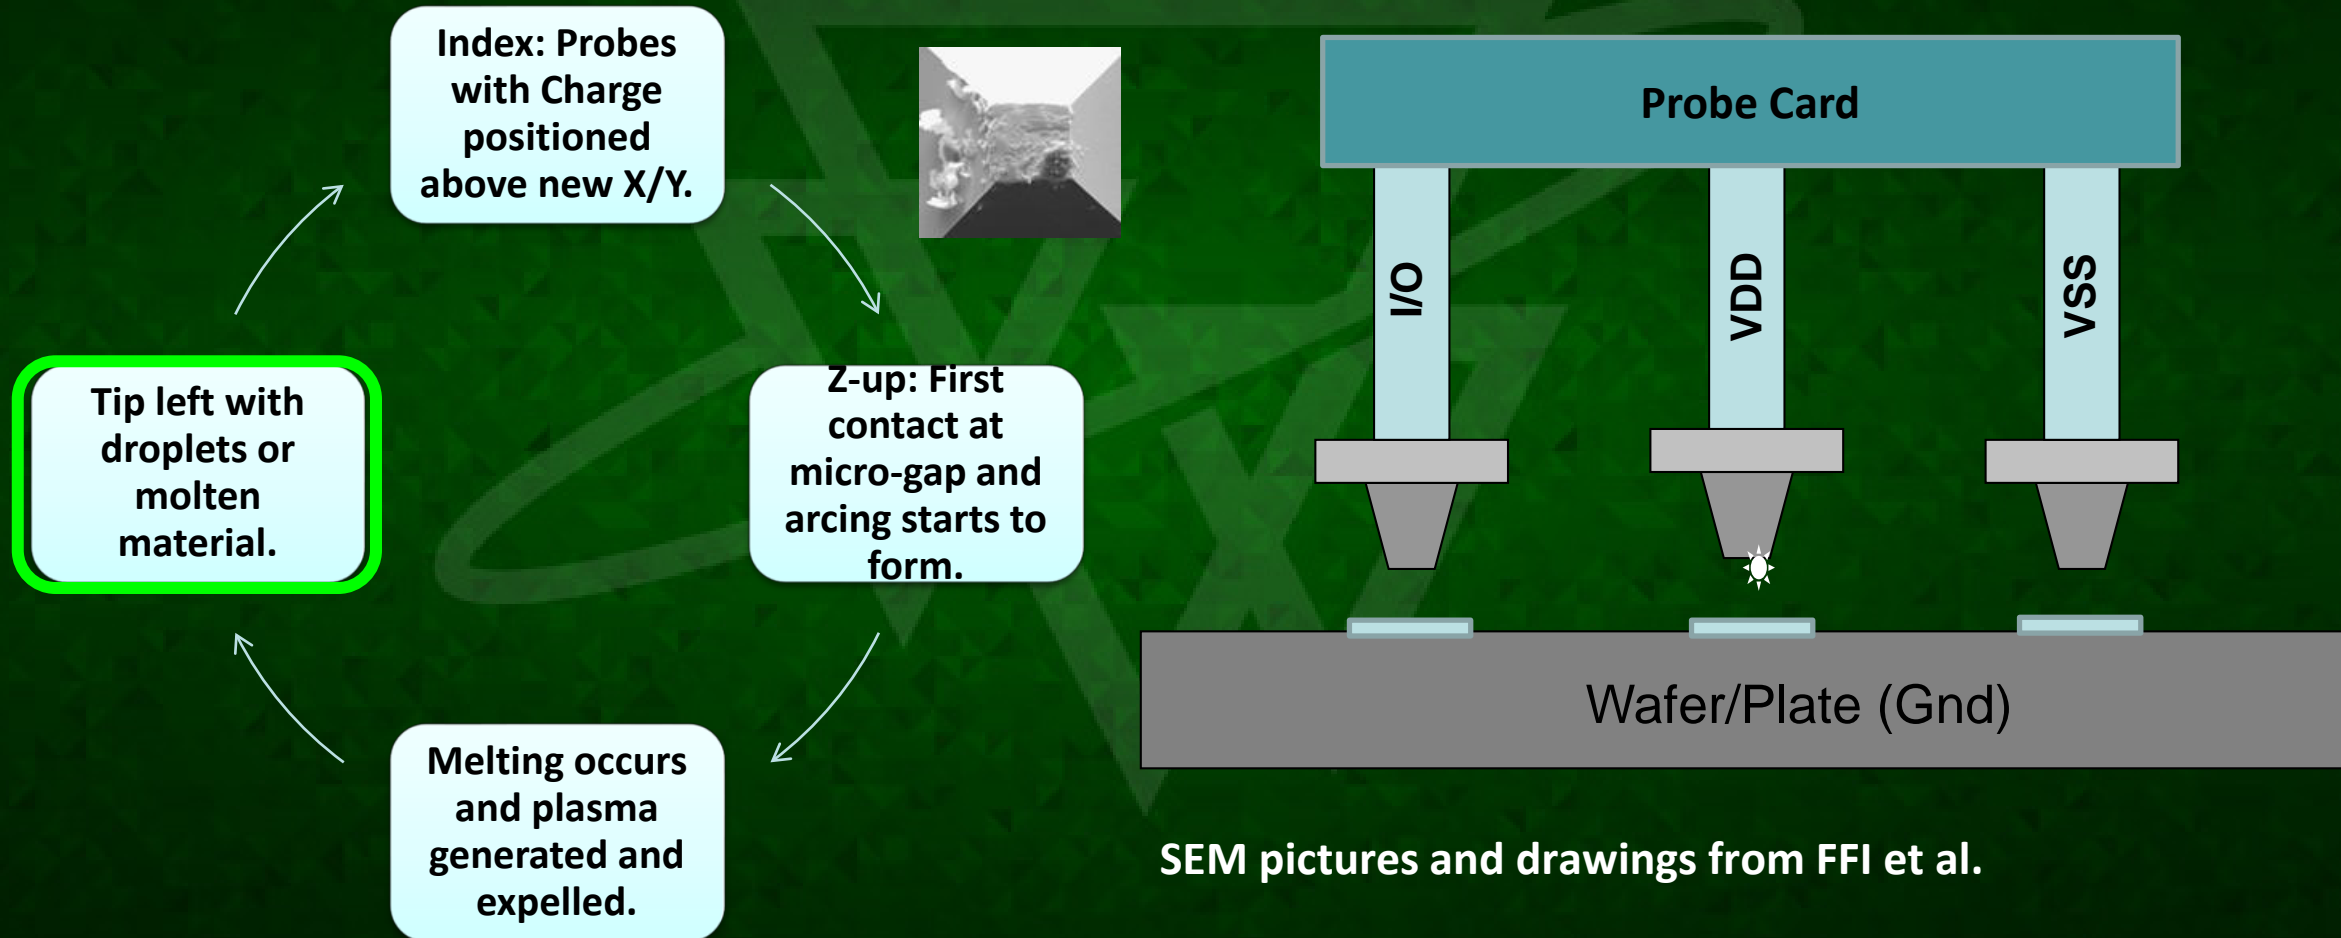 Index: Probes
with Charge
positioned
above new X/Y.
Z-up: First
contact at
micro-gap and
arcing starts to
form.
Melting occurs
and plasma
generated and
expelled.
Tip left with
droplets or
molten
material.
Probe Card
I/O
VDD
VSS
Wafer/Plate (Gnd)
SEM pictures and drawings from FFI et al.